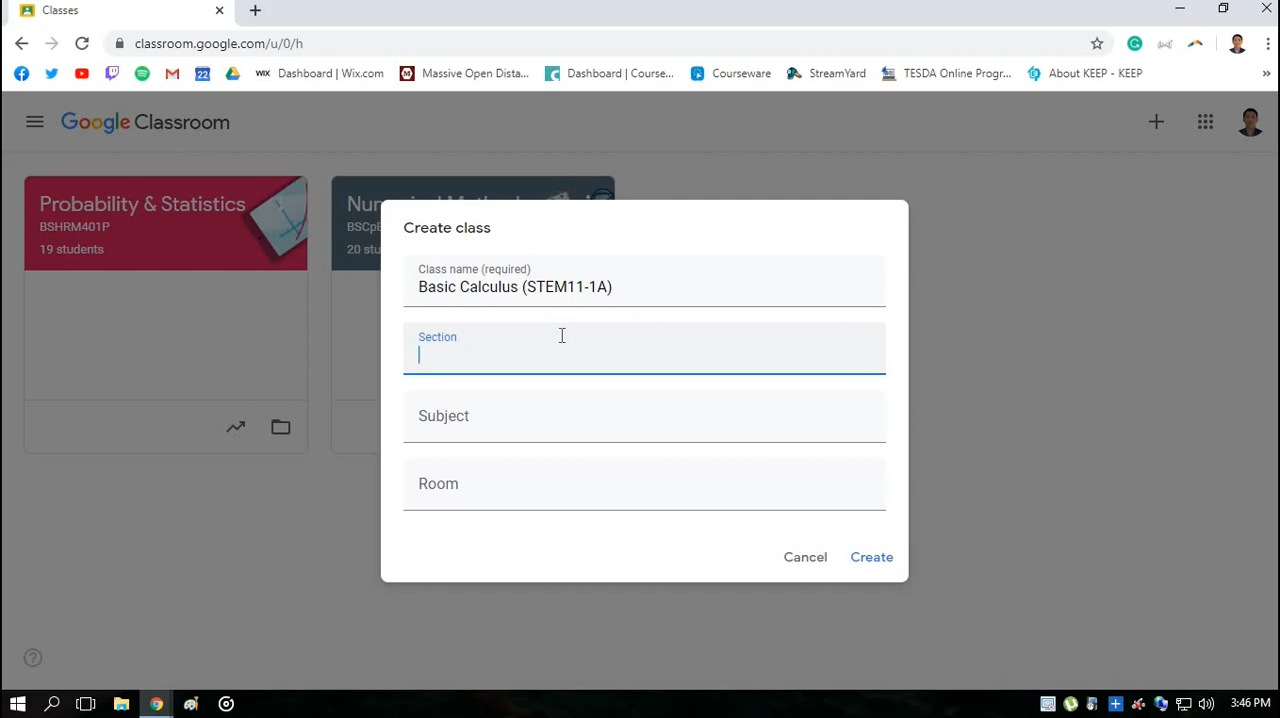 Classes
classroom.google.com/u/0/h
22
WIX Dashboard | Wix.com
Massive Open Dista...
Dashboard | Course...
Courseware
StreamYard
TESDA Online Progr...
About KEEP - KEEP
Google Classroom
Probability & Statistics
BSHRM401P
19 students
20
Create class
Class name (required)
Basic Calculus (STEM11-1A)
Section
Subject
Room
Cancel
Create
3:46 PM